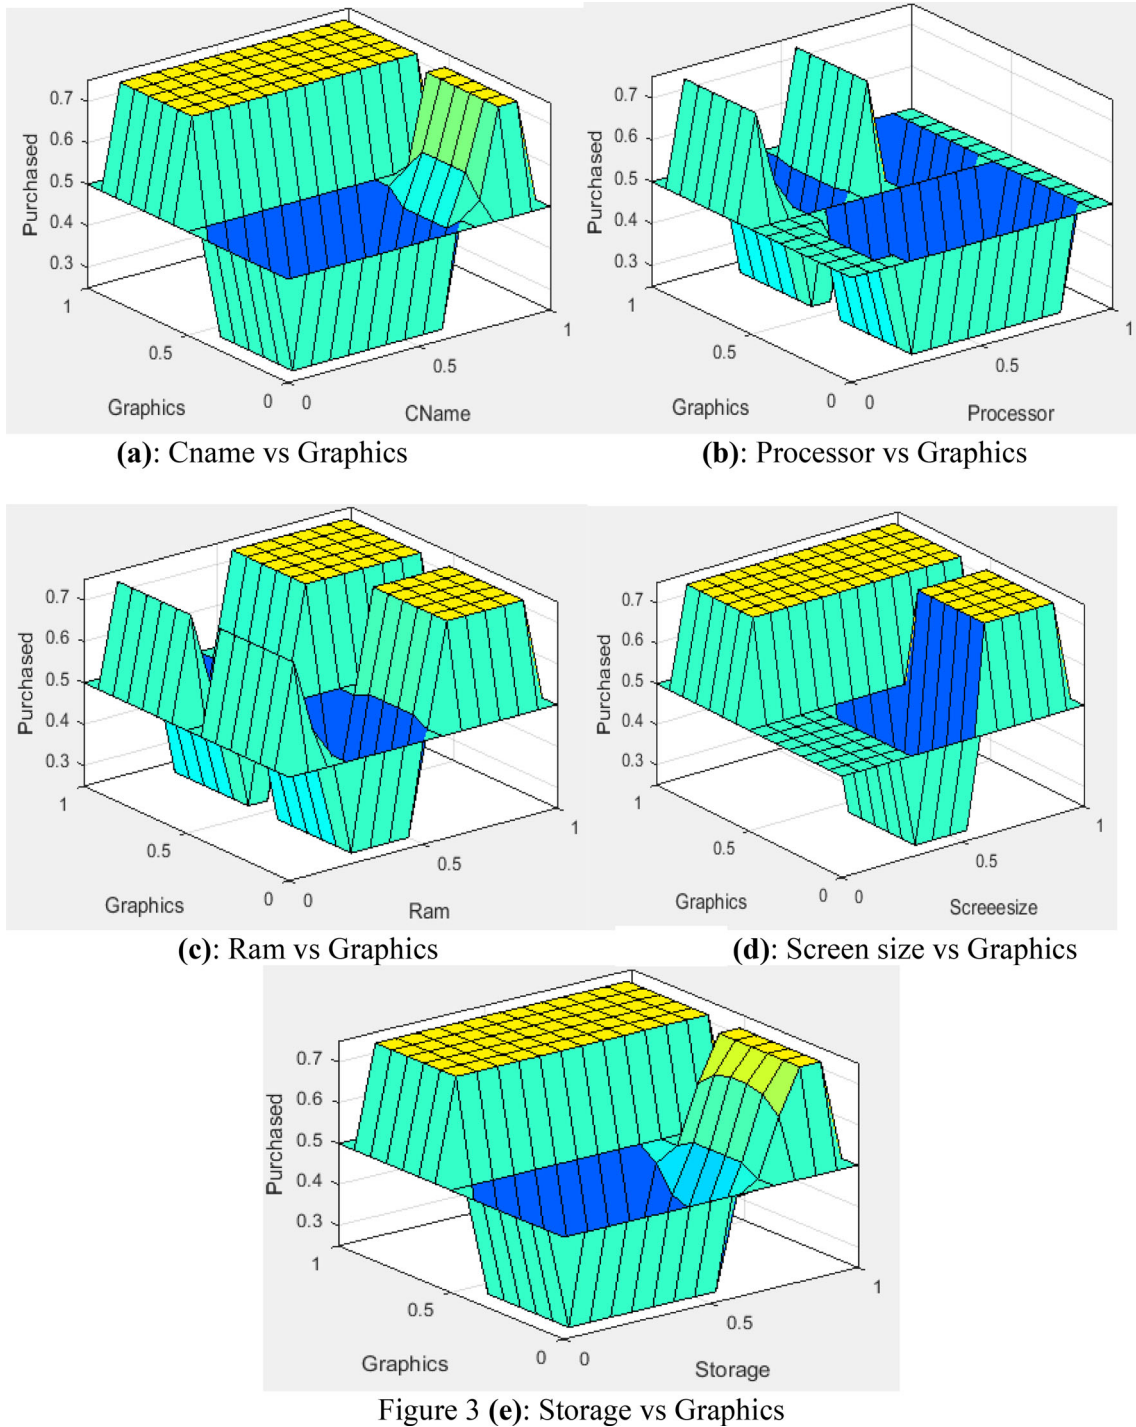 0.7
0.6
0.5
0.4
0.3
Purchased
1
0.5
0
Graphics
0
0.5
1
CName
(a): Cname vs Graphics
0.7
0.6
0.5
0.4
0.3
Purchased
1
0.5
0
Graphics
0
0.5
1
Processor
(b): Processor vs Graphics
0.7
0.6
0.5
0.4
0.3
Purchased
1
0.5
0
Graphics
0
0.5
1
Ram
(c): Ram vs Graphics
0.7
0.6
0.5
0.4
0.3
Purchased
1
0.5
0
Graphics
0
0.5
1
Screeesize
(d): Screen size vs Graphics
0.7
0.6
0.5
0.4
0.3
Purchased
1
0.5
0
Graphics
0
0.5
1
Storage
Figure 3 (e): Storage vs Graphics